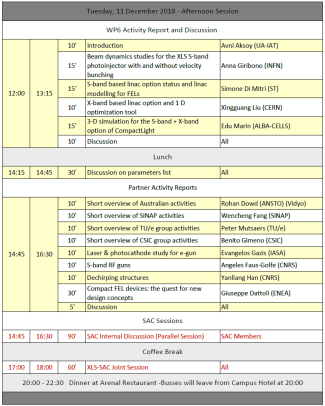 Tuesday, 11 December 2018 - Afternoon Session
WP6 Activity Report and Discussion
12:00 13:15
10' Introduction Avni Aksoy (UA-IAT)
15' Beam dynamics studies for the XLS S-band
photoinjector with and without velocity
bunching Anna Giribono (INFN)
15' S-band based linac option status and linac
modelling for FELs Simone Di Mitri (ST)
10' X-band based linac option and 1 D
optimization tool Xingguang Liu (CERN)
15' 3-D simulation for the S-band + X-band
option of CompactLight Edu Marin (ALBA-CELLS)
10' Discussion All
Lunch
14:15 14:45 30' Discussion on parameters list All
Partner Activity Reports
14:45 16:30
10' Short overview of Australian activities Rohan Dowd (ANSTO) (Vidyo)
10' Short overview of SINAP activities Wencheng Fang (SINAP)
10' Short overview of TU/e group activities Peter Mutsaers (TU/e)
10' Short overview of CSIC group activities Benito Gimeno (CSIC)
10' Laser & photocathode study for e-gun Evangelos Gazis (IASA)
10' S-band RF guns Angeles Faus-Golfe (CNRS)
10' Dechirping structures Yanliang Han (CNRS)
30' Compact FEL devices: the quest for new
design concepts Giuseppe Dattoli (ENEA)
5' Discussion All
SAC Sessions
14:45 16:30 90' SAC Internal Discussion (Parallel Session) SAC Members
Coffee Break
17:00 18:00 60' XLS-SAC Joint Session All
20:00 - 22:30 Dinner at Arenal Restaurant -Busses will leave from Campus Hotel at 20:00